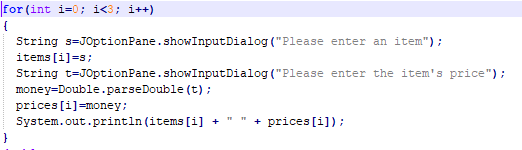 for(int i=0; i<3; i++)
{
String s=JOptionPane.showInputDialog("Please enter an item");
items[i]=s;
String t=JOptionPane.showInputDialog("Please enter the item's price");
money=Double.parseDouble(t);
prices[i]=money;
System.out.println(items[i] + " " + prices[i]);
}